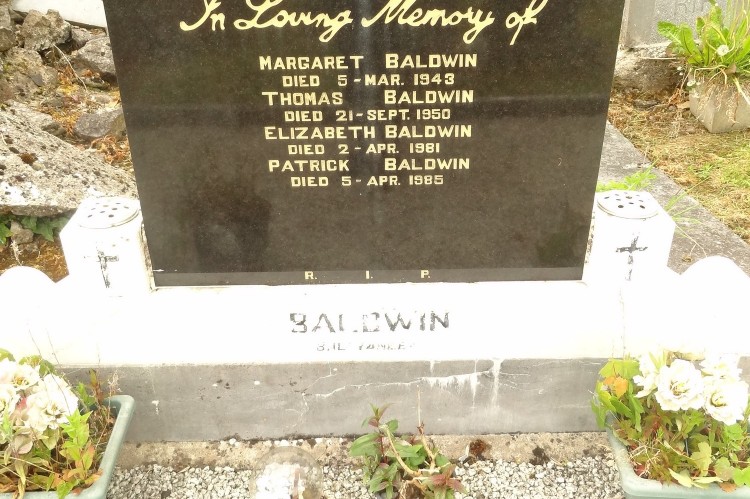 In Loving Memory of
MARGARET BALDWIN
DIED 5-MAR. 1943
THOMAS BALDWIN
DIED 21-SEPT. 1950
ELIZABETH BALDWIN
DIED 2-APR. 1981
PATRICK BALDWIN
DIED 5-APR. 1985
R. I. P.
BALDWIN